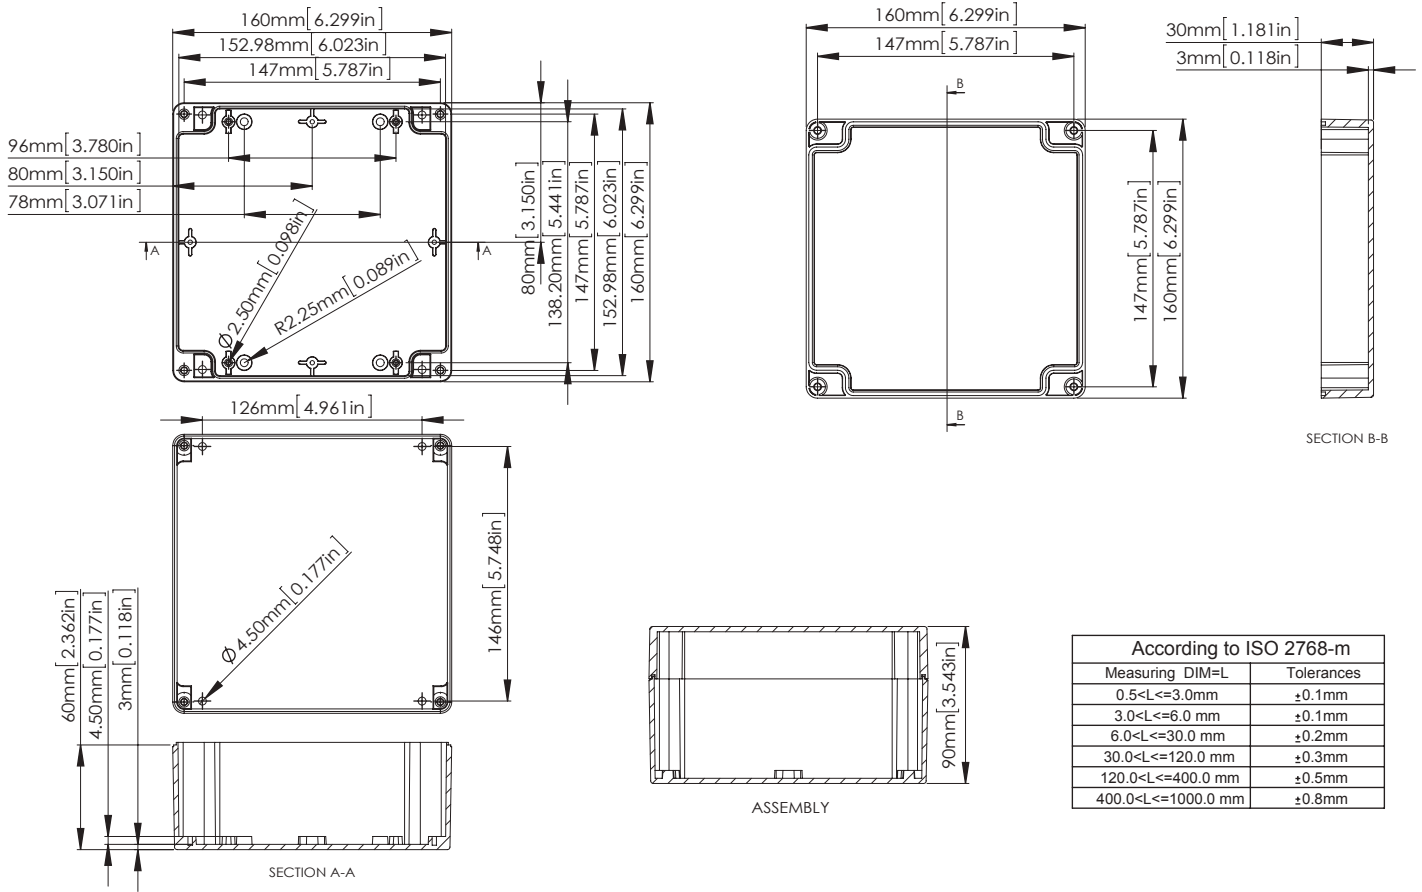 160mm[6.299in]
152.98mm[6.023in]
147mm[5.787in]
96mm[3.780in]
80mm[3.150in]
78mm[3.071in]
A
A
Ø2.50mm[0.098in]
R2.25mm[0.089in]
80mm[3.150in]
138.20mm[5.441in]
147mm[5.787in]
152.98mm[6.023in]
160mm[6.299in]
160mm[6.299in]
147mm[5.787in]
B
B
147mm[5.787in]
160mm[6.299in]
30mm[1.181in]
3mm[0.118in]
SECTION B-B
126mm[4.961in]
146mm[5.748in]
Ø4.50mm[0.177in]
60mm[2.362in]
4.50mm[0.177in]
3mm[0.118in]
SECTION A-A
90mm[3.543in]
ASSEMBLY
According to ISO 2768-m
Measuring DIM=L Tolerances
0.5<L<=3.0mm ±0.1mm
3.0<L<=6.0 mm ±0.1mm
6.0<L<=30.0 mm ±0.2mm
30.0<L<=120.0 mm ±0.3mm
120.0<L<=400.0 mm ±0.5mm
400.0<L<=1000.0 mm ±0.8mm